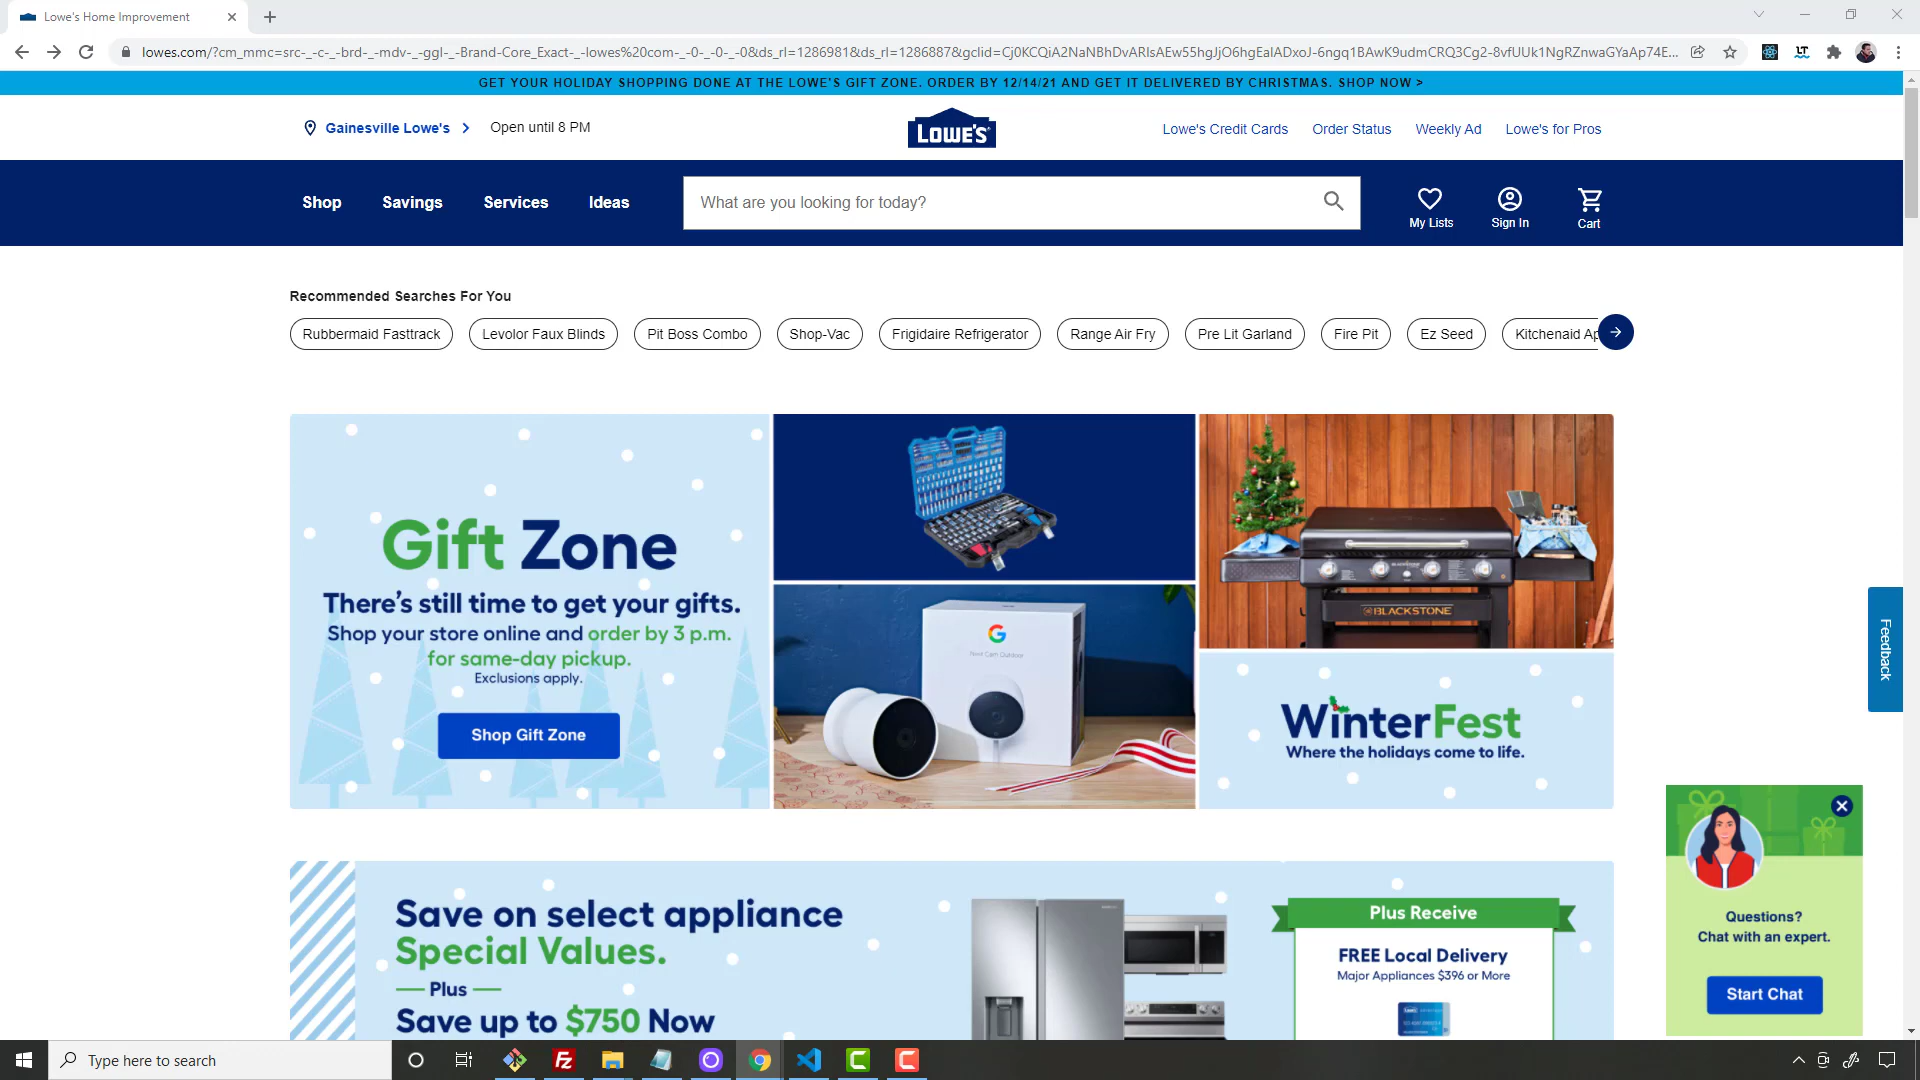 Lowe's Home Improvement
lowes.com/?cm_mmc=src-_-c-_-brd-_-mdv-_-ggl-_-Brand-Core_Exact-_-lowes%20com-_-0-_-0-_-0&ds_rl=1286981&ds_rl=1286887&gclid=Cj0KCQiA2NaNBhDvARIsAEw55hgJjO6hgEaIADxoJ-6ngq1BAwK9udmCRQ3Cg2-8vfUUk1NgRZnwaGYaAp74E...
GET YOUR HOLIDAY SHOPPING DONE AT THE LOWE'S GIFT ZONE. ORDER BY 12/14/21 AND GET IT DELIVERED BY CHRISTMAS. SHOP NOW >
Gainesville Lowe's
Open until 8 PM
LOWE'S
Lowe's Credit Cards
Order Status
Weekly Ad
Lowe's for Pros
Shop
Savings
Services
Ideas
What are you looking for today?
My Lists
Sign In
Cart
Recommended Searches For You
Rubbermaid Fasttrack
Levolor Faux Blinds
Pit Boss Combo
Shop-Vac
Frigidaire Refrigerator
Range Air Fry
Pre Lit Garland
Fire Pit
Ez Seed
Kitchenaid Ap
Gift Zone
There's still time to get your gifts.
Shop your store online and order by 3 p.m.
for same-day pickup.
Exclusions apply.
Shop Gift Zone
G
Nest Cam Outdoor
BLACKSTONE
WinterFest
Where the holidays come to life.
Feedback
Save on select appliance
Special Values.
Plus
Save up to $750 Now
Plus Receive
FREE Local Delivery
Major Appliances $396 or More
Questions?
Chat with an expert.
Start Chat
Type here to search